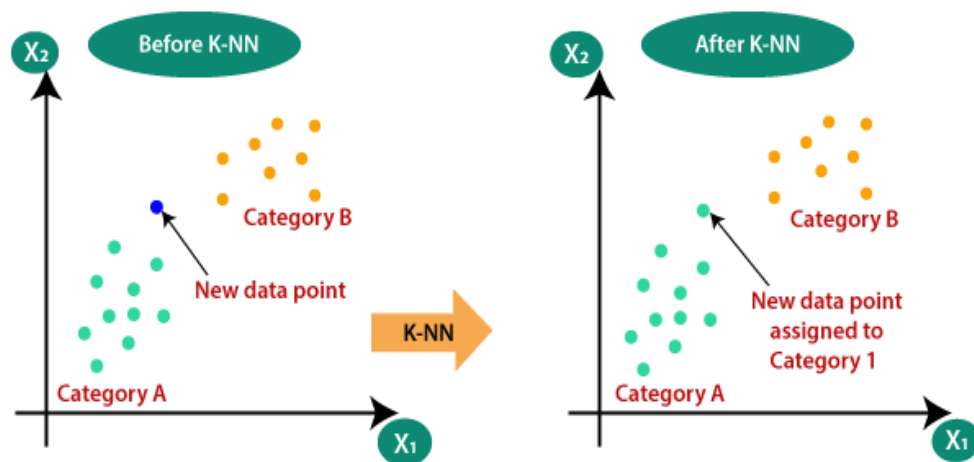 Before K-NN
X₂
Category B
New data point
Category A
X₁
K-NN
After K-NN
X₂
Category B
New data point
assigned to
Category 1
Category A
X₁